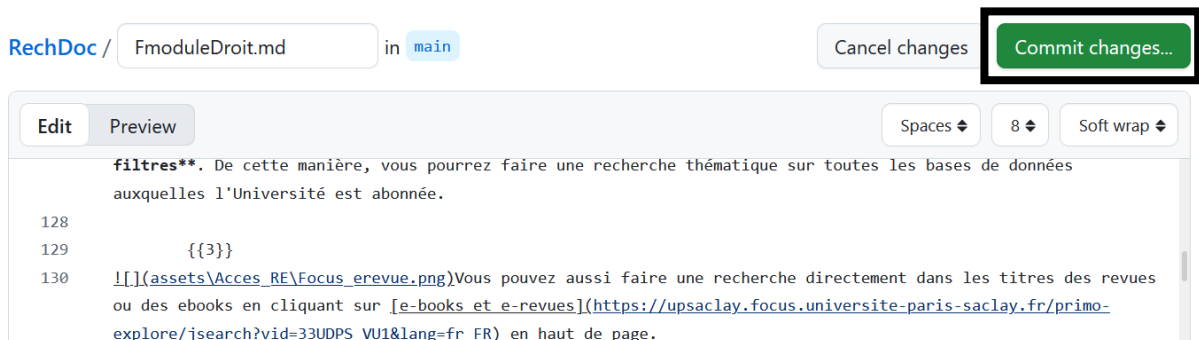 RechDoc / FmoduleDroit.md in main Cancel changes Commit changes...
Edit Preview Spaces 8 Soft wrap
filtres**. De cette manière, vous pourrez faire une recherche thématique sur toutes les bases de données
auxquelles l'Université est abonnée.
128
129 {{3}}
130 ![](assets\Acces_RE\Focus_erevue.png)Vous pouvez aussi faire une recherche directement dans les titres des revues
ou des ebooks en cliquant sur [e-books et e-revues](https://upsaclay.focus.universite-paris-saclay.fr/primo-
explore/jsearch?vid=33UDPS_VU1&lang=fr_FR) en haut de page.